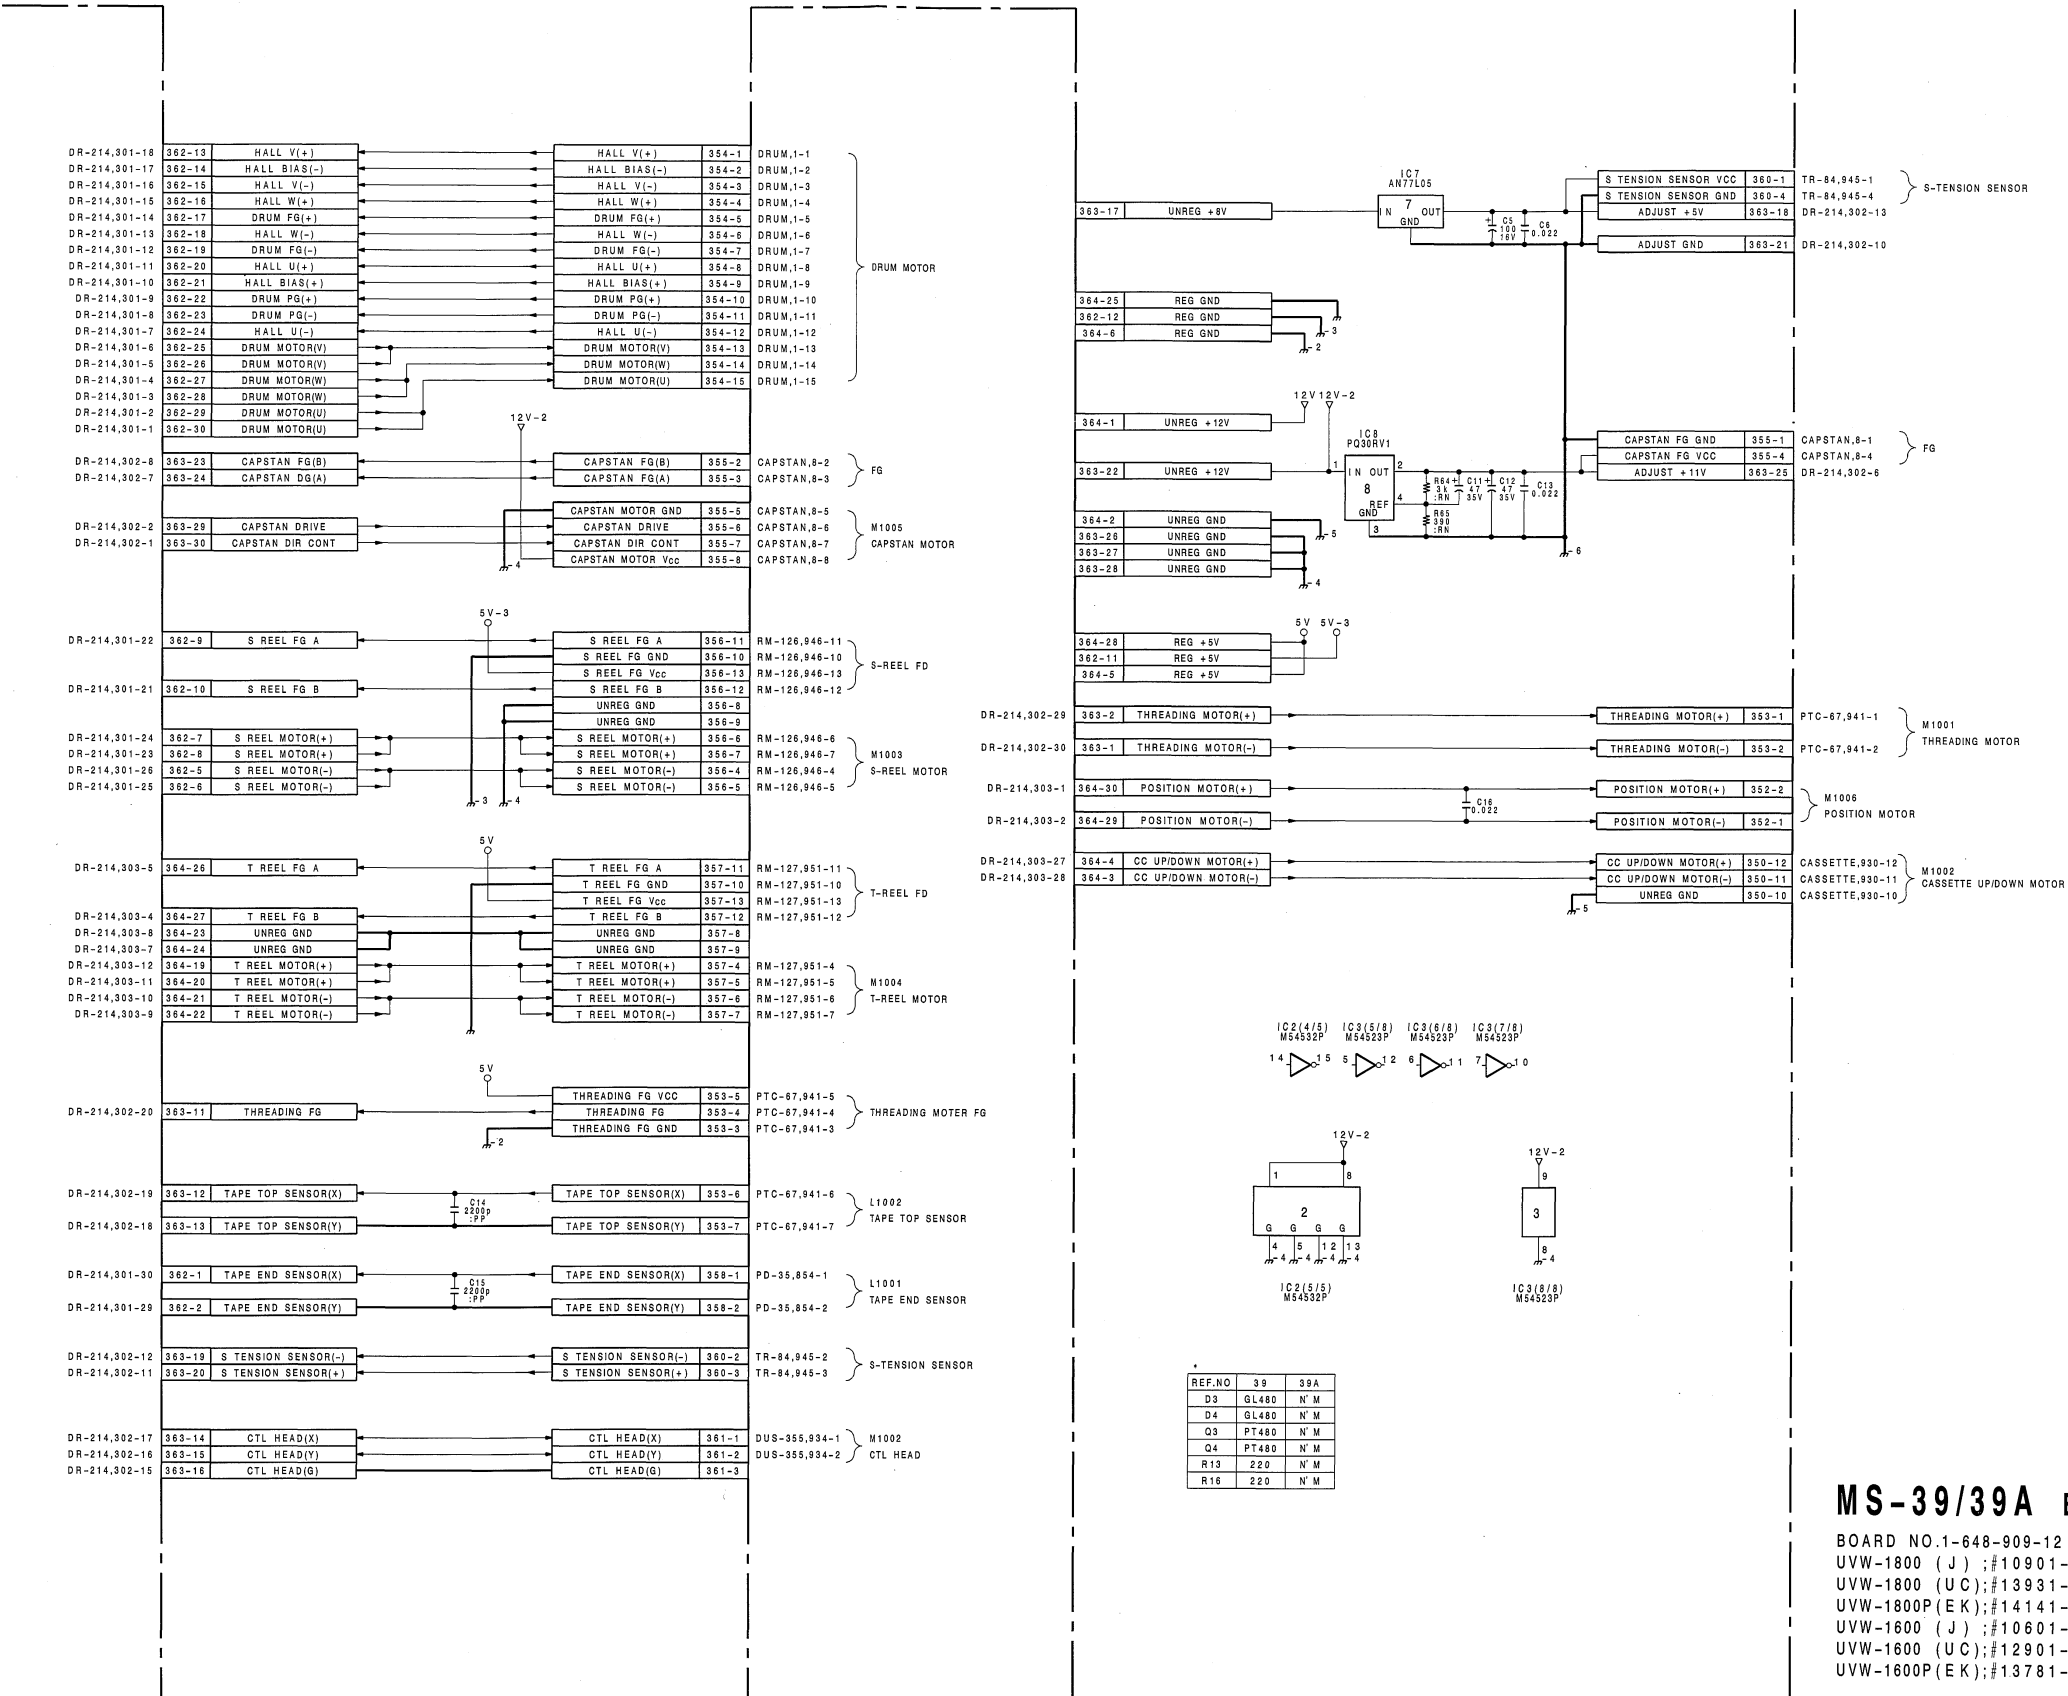 DR-214,301-18 362-13 HALL V(+) HALL V(+) 354-1 DRUM,1-1
DR-214,301-17 362-14 HALL BIAS(-) HALL BIAS(-) 354-2 DRUM,1-2
DR-214,301-16 362-15 HALL V(-) HALL V(-) 354-3 DRUM,1-3
DR-214,301-15 362-16 HALL W(+) HALL W(+) 354-4 DRUM,1-4
DR-214,301-14 362-17 DRUM FG(+) DRUM FG(+) 354-5 DRUM,1-5
DR-214,301-13 362-18 HALL W(-) HALL W(-) 354-6 DRUM,1-6
DR-214,301-12 362-19 DRUM FG(-) DRUM FG(-) 354-7 DRUM,1-7
DR-214,301-11 362-20 HALL U(+) HALL U(+) 354-8 DRUM,1-8
DRUM MOTOR
DR-214,301-10 362-21 HALL BIAS(+) HALL BIAS(+) 354-9 DRUM,1-9
DR-214,301-9 362-22 DRUM PG(+) DRUM PG(+) 354-10 DRUM,1-10
DR-214,301-8 362-23 DRUM PG(-) DRUM PG(-) 354-11 DRUM,1-11
DR-214,301-7 362-24 HALL U(-) HALL U(-) 354-12 DRUM,1-12
DR-214,301-6 362-25 DRUM MOTOR(V) DRUM MOTOR(V) 354-13 DRUM,1-13
DR-214,301-5 362-26 DRUM MOTOR(V) DRUM MOTOR(W) 354-14 DRUM,1-14
DR-214,301-4 362-27 DRUM MOTOR(W) DRUM MOTOR(U) 354-15 DRUM,1-15
DR-214,301-3 362-28 DRUM MOTOR(W)
DR-214,301-2 362-29 DRUM MOTOR(U)
DR-214,301-1 362-30 DRUM MOTOR(U)
12V-2
DR-214,302-8 363-23 CAPSTAN FG(B) CAPSTAN FG(B) 355-2 CAPSTAN,8-2
FG
DR-214,302-7 363-24 CAPSTAN DG(A) CAPSTAN FG(A) 355-3 CAPSTAN,8-3
CAPSTAN MOTOR GND 355-5 CAPSTAN,8-5
DR-214,302-2 363-29 CAPSTAN DRIVE CAPSTAN DRIVE 355-6 CAPSTAN,8-6
M1005
DR-214,302-1 363-30 CAPSTAN DIR CONT CAPSTAN DIR CONT 355-7 CAPSTAN,8-7
CAPSTAN MOTOR
CAPSTAN MOTOR Vcc 355-8 CAPSTAN,8-8
-4
5V-3
DR-214,301-22 362-9 S REEL FG A S REEL FG A 356-11 RM-126,946-11
S REEL FG GND 356-10 RM-126,946-10
S-REEL FD
S REEL FG Vcc 356-13 RM-126,946-13
DR-214,301-21 362-10 S REEL FG B S REEL FG B 356-12 RM-126,946-12
UNREG GND 356-8
UNREG GND 356-9
DR-214,301-24 362-7 S REEL MOTOR(+) S REEL MOTOR(+) 356-6 RM-126,946-6
DR-214,301-23 362-8 S REEL MOTOR(+) S REEL MOTOR(+) 356-7 RM-126,946-7
M1003
DR-214,301-26 362-5 S REEL MOTOR(-) S REEL MOTOR(-) 356-4 RM-126,946-4
S-REEL MOTOR
DR-214,301-25 362-6 S REEL MOTOR(-) S REEL MOTOR(-) 356-5 RM-126,946-5
-3 -4
5V
DR-214,303-5 364-26 T REEL FG A T REEL FG A 357-11 RM-127,951-11
T REEL FG GND 357-10 RM-127,951-10
T-REEL FD
T REEL FG Vcc 357-13 RM-127,951-13
DR-214,303-4 364-27 T REEL FG B T REEL FG B 357-12 RM-127,951-12
DR-214,303-8 364-23 UNREG GND UNREG GND 357-8
DR-214,303-7 364-24 UNREG GND UNREG GND 357-9
DR-214,303-12 364-19 T REEL MOTOR(+) T REEL MOTOR(+) 357-4 RM-127,951-4
DR-214,303-11 364-20 T REEL MOTOR(+) T REEL MOTOR(+) 357-5 RM-127,951-5
M1004
DR-214,303-10 364-21 T REEL MOTOR(-) T REEL MOTOR(-) 357-6 RM-127,951-6
T-REEL MOTOR
DR-214,303-9 364-22 T REEL MOTOR(-) T REEL MOTOR(-) 357-7 RM-127,951-7
5V
THREADING FG VCC 353-5 PTC-67,941-5
DR-214,302-20 363-11 THREADING FG THREADING FG 353-4 PTC-67,941-4
THREADING MOTER FG
THREADING FG GND 353-3 PTC-67,941-3
-2
DR-214,302-19 363-12 TAPE TOP SENSOR(X) TAPE TOP SENSOR(X) 353-6 PTC-67,941-6
C14
2200p
:PP
L1002
TAPE TOP SENSOR
DR-214,302-18 363-13 TAPE TOP SENSOR(Y) TAPE TOP SENSOR(Y) 353-7 PTC-67,941-7
DR-214,301-30 362-1 TAPE END SENSOR(X) TAPE END SENSOR(X) 358-1 PD-35,854-1
C15
2200p
:PP
L1001
TAPE END SENSOR
DR-214,301-29 362-2 TAPE END SENSOR(Y) TAPE END SENSOR(Y) 358-2 PD-35,854-2
DR-214,302-12 363-19 S TENSION SENSOR(-) S TENSION SENSOR(-) 360-2 TR-84,945-2
S-TENSION SENSOR
DR-214,302-11 363-20 S TENSION SENSOR(+) S TENSION SENSOR(+) 360-3 TR-84,945-3
DR-214,302-17 363-14 CTL HEAD(X) CTL HEAD(X) 361-1 DUS-355,934-1 M1002
DR-214,302-16 363-15 CTL HEAD(Y) CTL HEAD(Y) 361-2 DUS-355,934-2 CTL HEAD
DR-214,302-15 363-16 CTL HEAD(G) CTL HEAD(G) 361-3
IC7
AN77L05
S TENSION SENSOR VCC 360-1 TR-84,945-1
S-TENSION SENSOR
S TENSION SENSOR GND 360-4 TR-84,945-4
363-17 UNREG +8V IN 7 OUT ADJUST +5V 363-18 DR-214,302-13
GND
C5
100
16V
C6
0.022
ADJUST GND 363-21 DR-214,302-10
364-25 REG GND
362-12 REG GND
-3
364-6 REG GND
-2
12V 12V-2
364-1 UNREG +12V
IC8
PQ30RV1
CAPSTAN FG GND 355-1 CAPSTAN,8-1
FG
CAPSTAN FG VCC 355-4 CAPSTAN,8-4
363-22 UNREG +12V 1 IN OUT 2 ADJUST +11V 363-25 DR-214,302-6
8
REF 4
GND
3
R64
3k
:RN
C11
47
35V
C12
47
35V
C13
0.022
R65
390
:RN
364-2 UNREG GND
-5
363-26 UNREG GND
363-27 UNREG GND
363-28 UNREG GND
-4
-6
5V 5V-3
364-28 REG +5V
362-11 REG +5V
364-5 REG +5V
DR-214,302-29 363-2 THREADING MOTOR(+) THREADING MOTOR(+) 353-1 PTC-67,941-1
M1001
THREADING MOTOR
DR-214,302-30 363-1 THREADING MOTOR(-) THREADING MOTOR(-) 353-2 PTC-67,941-2
DR-214,303-1 364-30 POSITION MOTOR(+) POSITION MOTOR(+) 352-2
C16
0.022
M1006
POSITION MOTOR
DR-214,303-2 364-29 POSITION MOTOR(-) POSITION MOTOR(-) 352-1
DR-214,303-27 364-4 CC UP/DOWN MOTOR(+) CC UP/DOWN MOTOR(+) 350-12 CASSETTE,930-12
M1002
DR-214,303-28 364-3 CC UP/DOWN MOTOR(-) CC UP/DOWN MOTOR(-) 350-11 CASSETTE,930-11
CASSETTE UP/DOWN MOTOR
UNREG GND 350-10 CASSETTE,930-10
-5
IC2(4/5) IC3(5/8) IC3(6/8) IC3(7/8)
M54532P M54523P M54523P M54523P
14 15 5 12 6 11 7 10
12V-2
1 8
2
G G G G
4 5 12 13
-4 -4 -4 -4
IC2(5/5)
M54532P
12V-2
9
3
8
-4
IC3(8/8)
M54523P
*
REF.NO 39 39A
D3 GL480 N'M
D4 GL480 N'M
Q3 PT480 N'M
Q4 PT480 N'M
R13 220 N'M
R16 220 N'M
MS-39/39A
BOARD NO.1-648-909-12
UVW-1800 (J) ;#10901-
UVW-1800 (UC);#13931-
UVW-1800P(EK);#14141-
UVW-1600 (J) ;#10601-
UVW-1600 (UC);#12901-
UVW-1600P(EK);#13781-